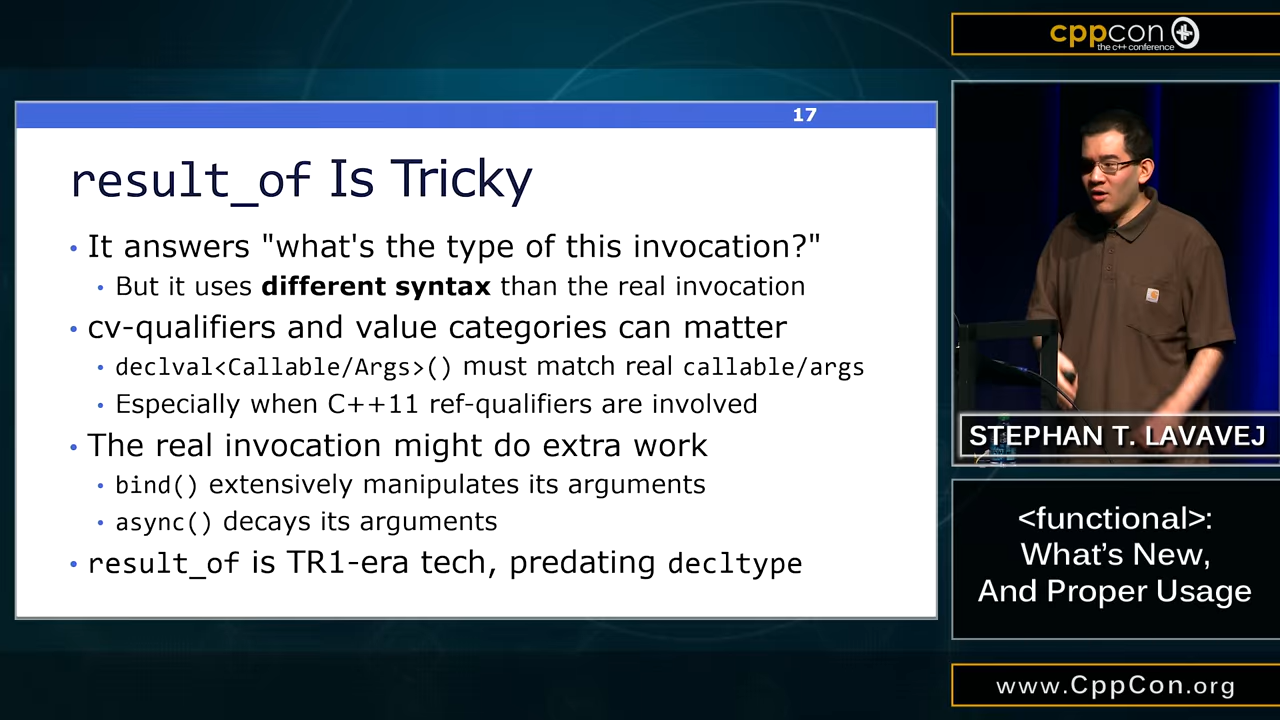 cppcon
the c++ conference
17
result_of Is Tricky
• It answers "what's the type of this invocation?"
• But it uses different syntax than the real invocation
• cv-qualifiers and value categories can matter
• declval<Callable/Args>() must match real callable/args
• Especially when C++11 ref-qualifiers are involved
• The real invocation might do extra work
• bind() extensively manipulates its arguments
• async() decays its arguments
• result_of is TR1-era tech, predating decltype
STEPHAN T. LAVAVEJ
<functional>:
What’s New,
And Proper Usage
www.CppCon.org